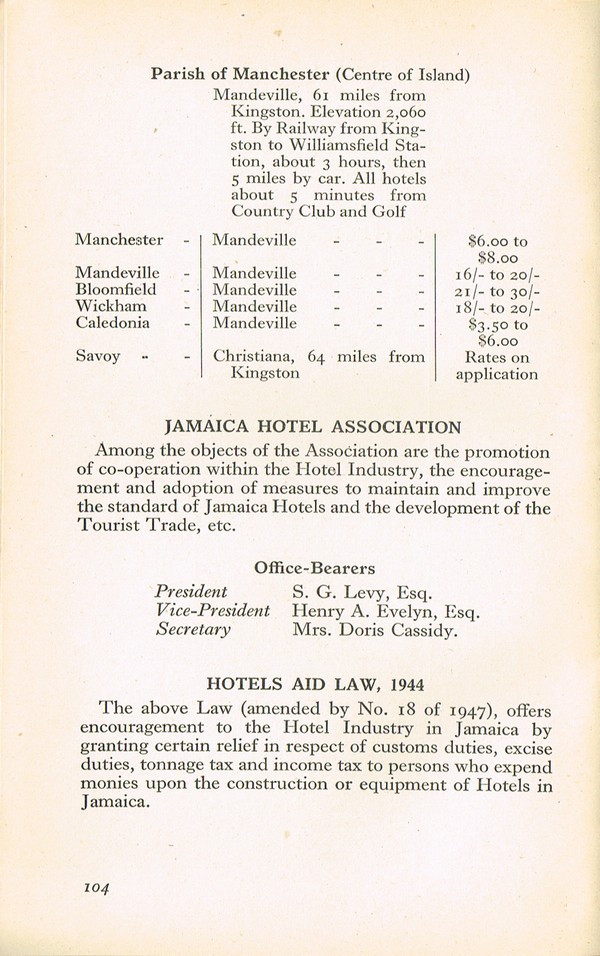 Parish of Manchester (Centre of Island)
Mandeville, 61 miles from
Kingston. Elevation 2,060
ft. By Railway from King-
ston to Williamsfield Sta-
tion, about 3 hours, then
5 miles by car. All hotels
about 5 minutes from
Country Club and Golf
Manchester - Mandeville - - - $6.00 to
$8.00
Mandeville - Mandeville - - - 16/- to 20/-
Bloomfield - Mandeville - - - 21/- to 30/-
Wickham - Mandeville - - - 18/- to 20/-
Caledonia - Mandeville - - - $3.50 to
$6.00
Savoy - - Christiana, 64 miles from Rates on
Kingston application
JAMAICA HOTEL ASSOCIATION
Among the objects of the Association are the promotion
of co-operation within the Hotel Industry, the encourage-
ment and adoption of measures to maintain and improve
the standard of Jamaica Hotels and the development of the
Tourist Trade, etc.
Office-Bearers
President S. G. Levy, Esq.
Vice-President Henry A. Evelyn, Esq.
Secretary Mrs. Doris Cassidy.
HOTELS AID LAW, 1944
The above Law (amended by No. 18 of 1947), offers
encouragement to the Hotel Industry in Jamaica by
granting certain relief in respect of customs duties, excise
duties, tonnage tax and income tax to persons who expend
monies upon the construction or equipment of Hotels in
Jamaica.
104